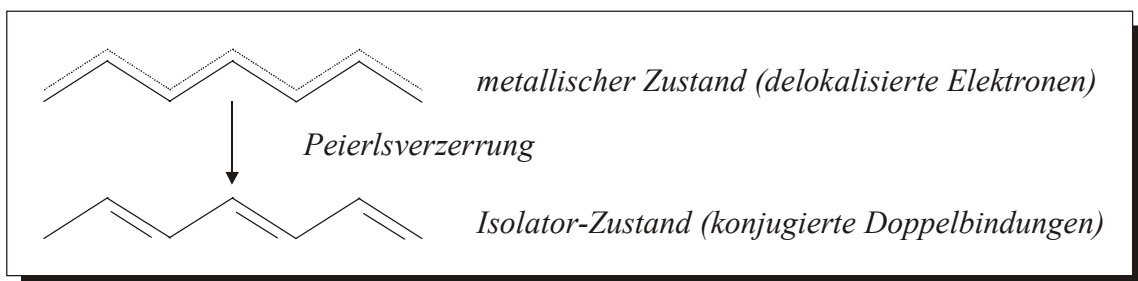 metallischer Zustand (delokalisierte Elektronen)
Peierlsverzerrung
Isolator-Zustand (konjugierte Doppelbindungen)